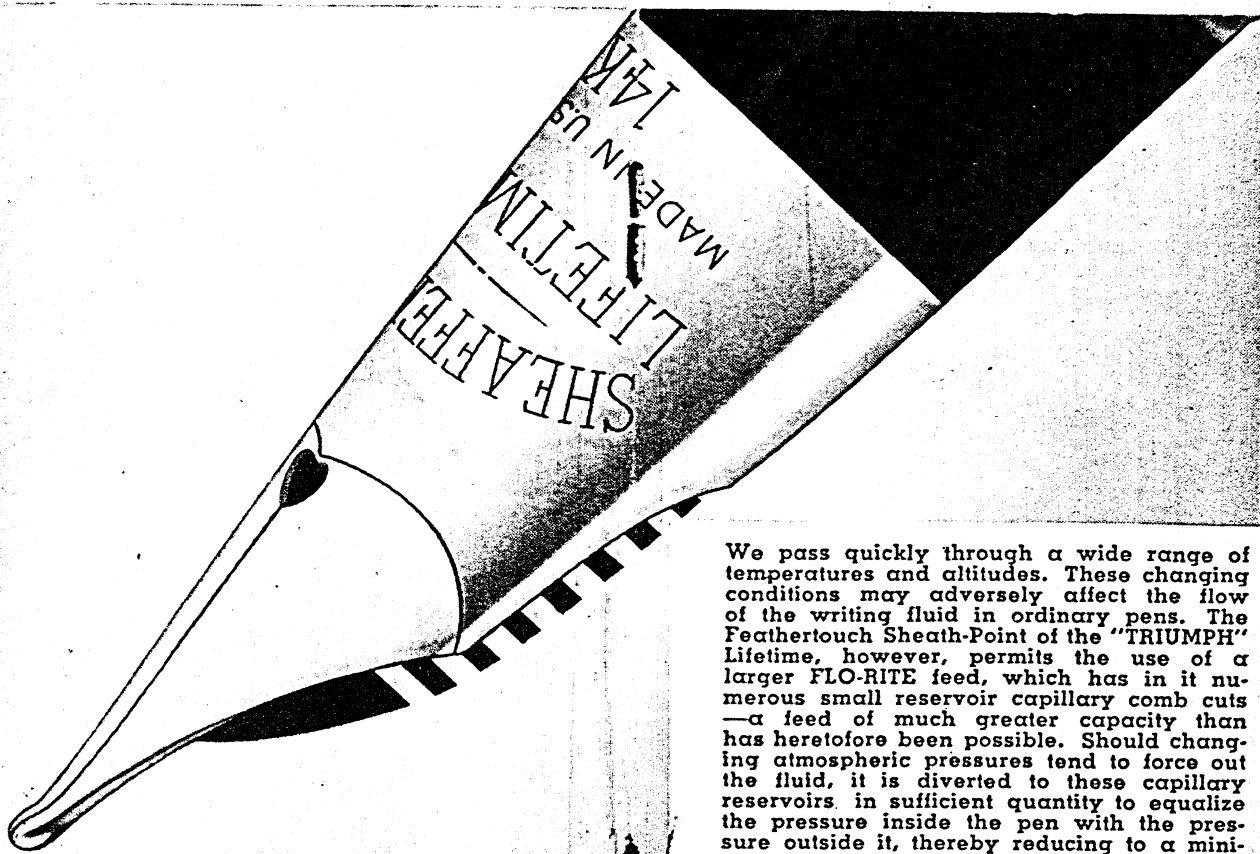 14K
MADE IN U.S
LIFETIM
SHEAFFE
We pass quickly through a wide range of
temperatures and altitudes. These changing
conditions may adversely affect the flow
of the writing fluid in ordinary pens. The
Feathertouch Sheath-Point of the "TRIUMPH"
Lifetime, however, permits the use of a
larger FLO-RITE feed, which has in it nu-
merous small reservoir capillary comb cuts
—a feed of much greater capacity than
has heretofore been possible. Should chang-
ing atmospheric pressures tend to force out
the fluid, it is diverted to these capillary
reservoirs in sufficient quantity to equalize
the pressure inside the pen with the pres-
sure outside it, thereby reducing to a mini-